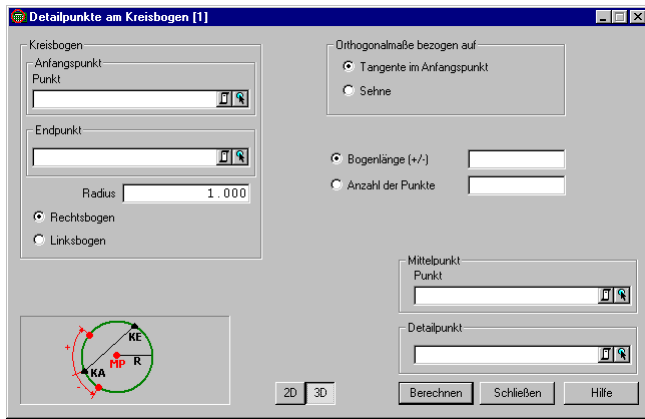 Detailpunkte am Kreisbogen [1]
Kreisbogen
Anfangspunkt
Punkt
Endpunkt
Radius 1.000
Rechtsbogen
Linksbogen
Orthogonalmaße bezogen auf
Tangente im Anfangspunkt
Sehne
Bogenlänge (+/-)
Anzahl der Punkte
Mittelpunkt
Punkt
Detailpunkt
+
KE
MP R
KA
-
2D 3D
Berechnen Schließen Hilfe